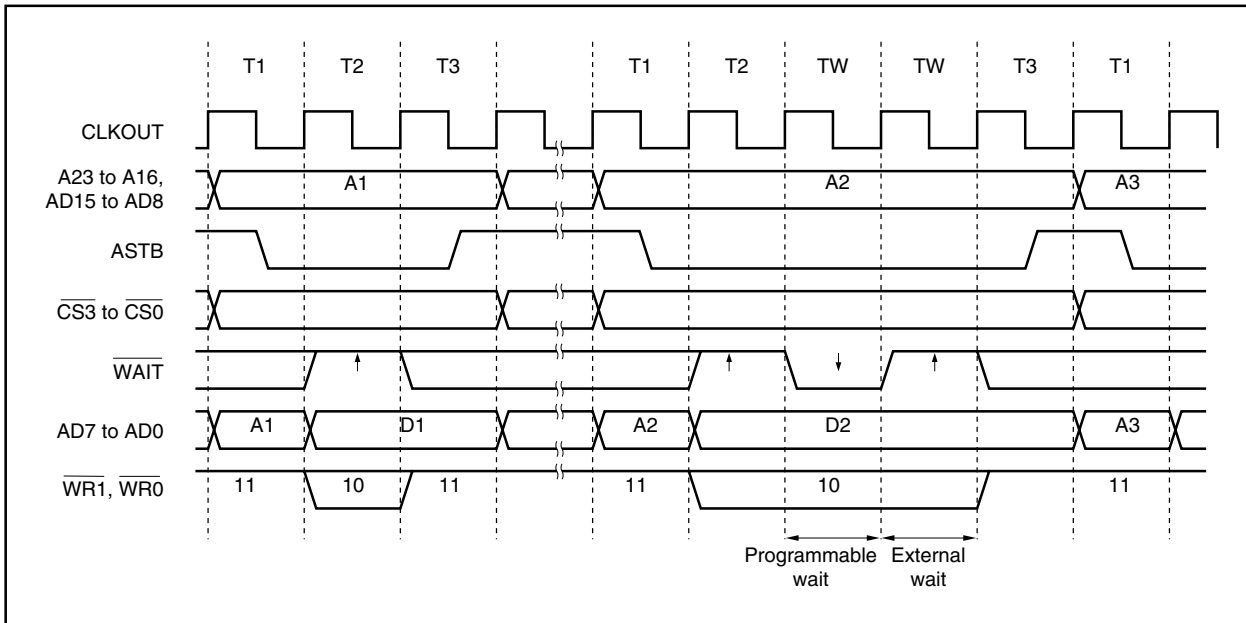 T1 T2 T3 T1 T2 TW TW T3 T1
CLKOUT
A23 to A16,
AD15 to AD8
A1 A2 A3
ASTB
CS3 to CS0
WAIT
AD7 to AD0
A1 D1 A2 D2 A3
WR1, WR0
11 10 11 11 10 11
Programmable
wait
External
wait